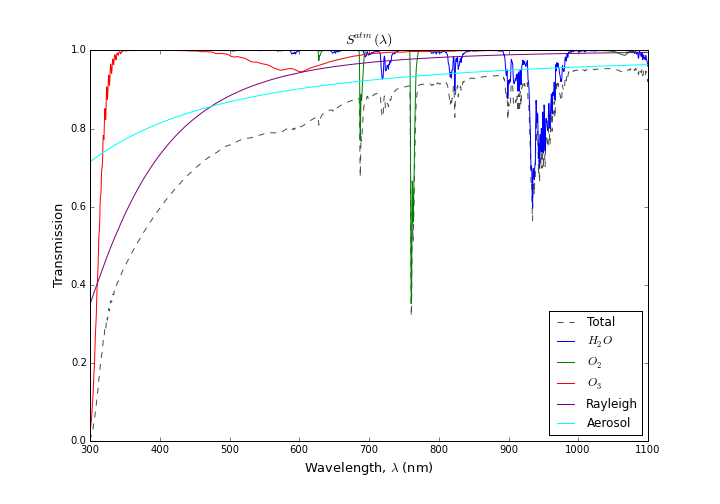 S^{atm}(λ)
1.0
0.8
0.6
0.4
0.2
0.0
Transmission
300 400 500 600 700 800 900 1000 1100
Wavelength, λ (nm)
Total
H₂O
O₂
O₃
Rayleigh
Aerosol